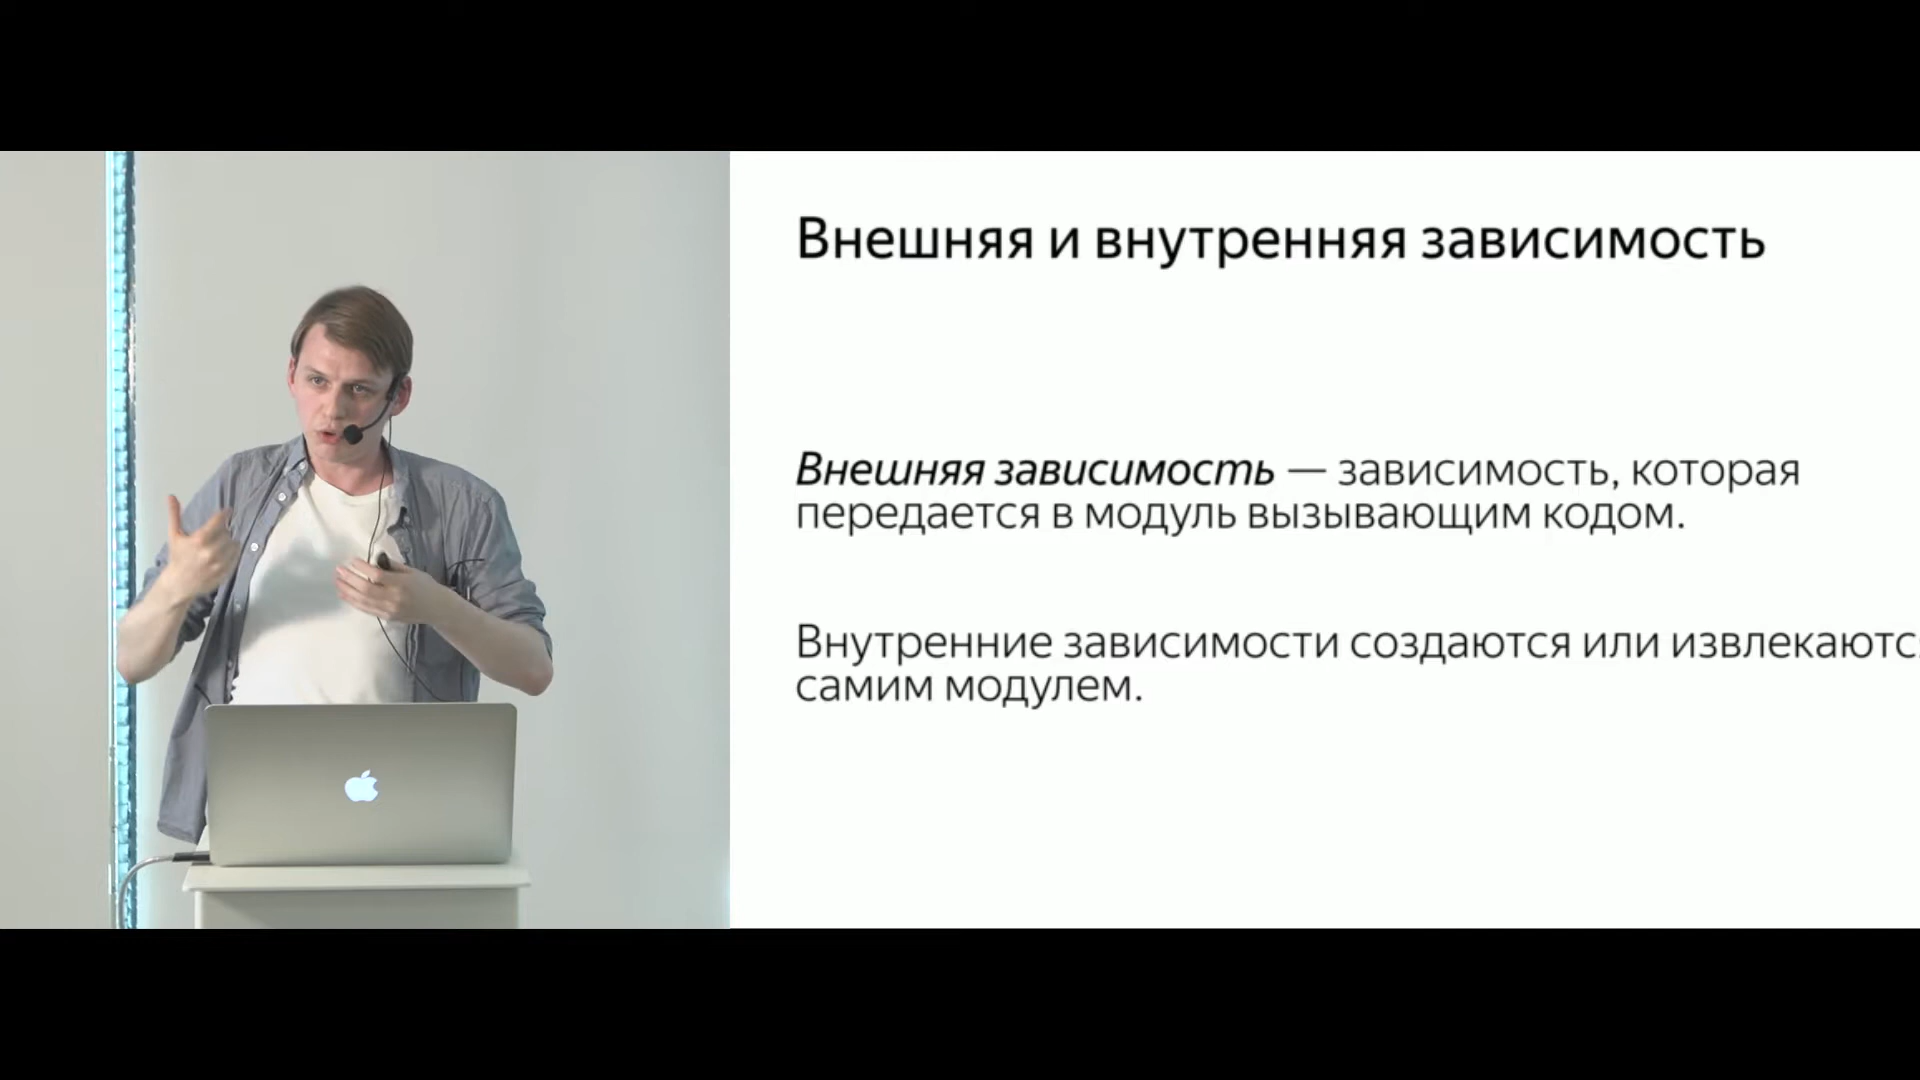 Внешняя и внутренняя зависимость
Внешняя зависимость — зависимость, которая
передается в модуль вызывающим кодом.
Внутренние зависимости создаются или извлекаютс
самим модулем.